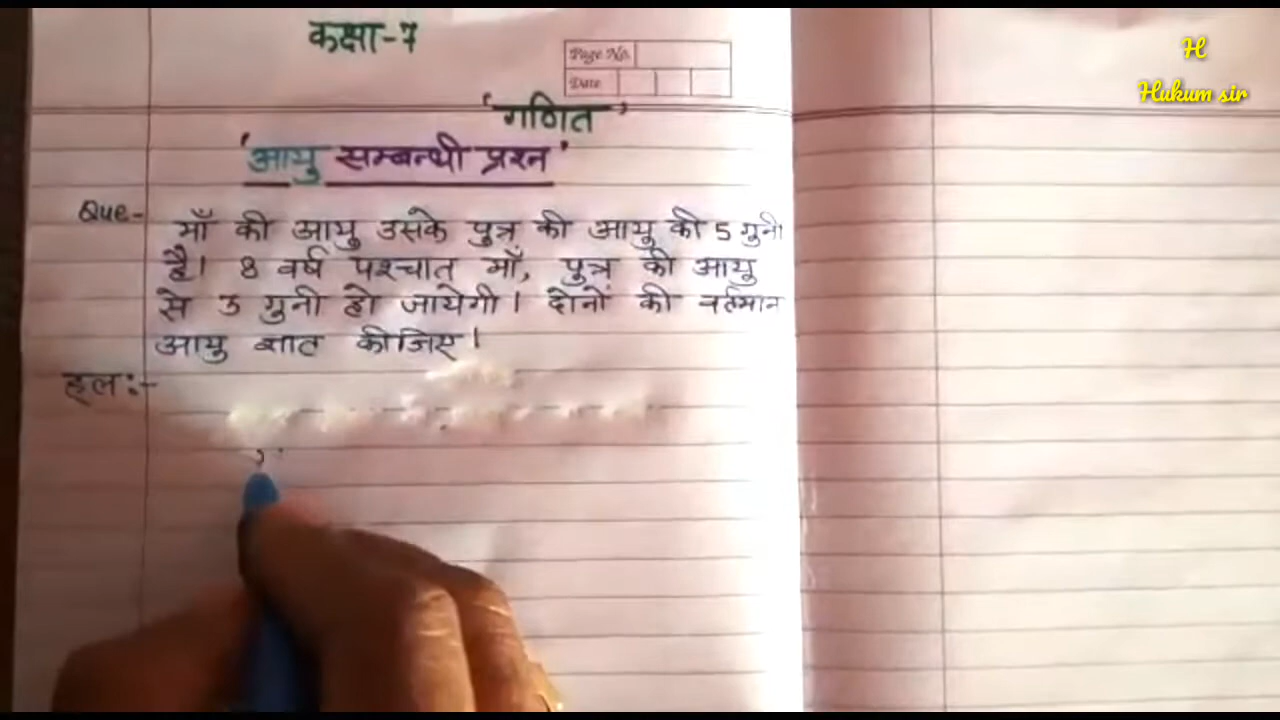 कक्षा-7
Page No.
Date
H
Hukum sir
'गणित'
'आयु सम्बन्धी प्रश्न'
Que- माँ की आयु उसके पुत्र की आयु की 5 गुनी
है। 8 वर्ष पश्चात माँ, पुत्र की आयु
से 3 गुनी हो जायेगी। दोनों की वर्तमान
आयु ज्ञात कीजिए।
हल:-